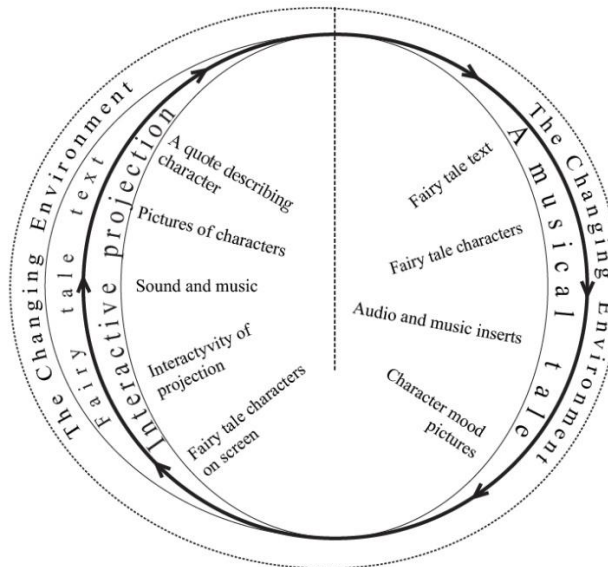 The Changing Environment
Fairy tale text
Interactive projection
A quote describing
character
Pictures of characters
Sound and music
Interactyvity of
projection
Fairy tale characters
on screen
The Changing Environment
A musical tale
Fairy tale text
Fairy tale characters
Audio and music inserts
Character mood
pictures